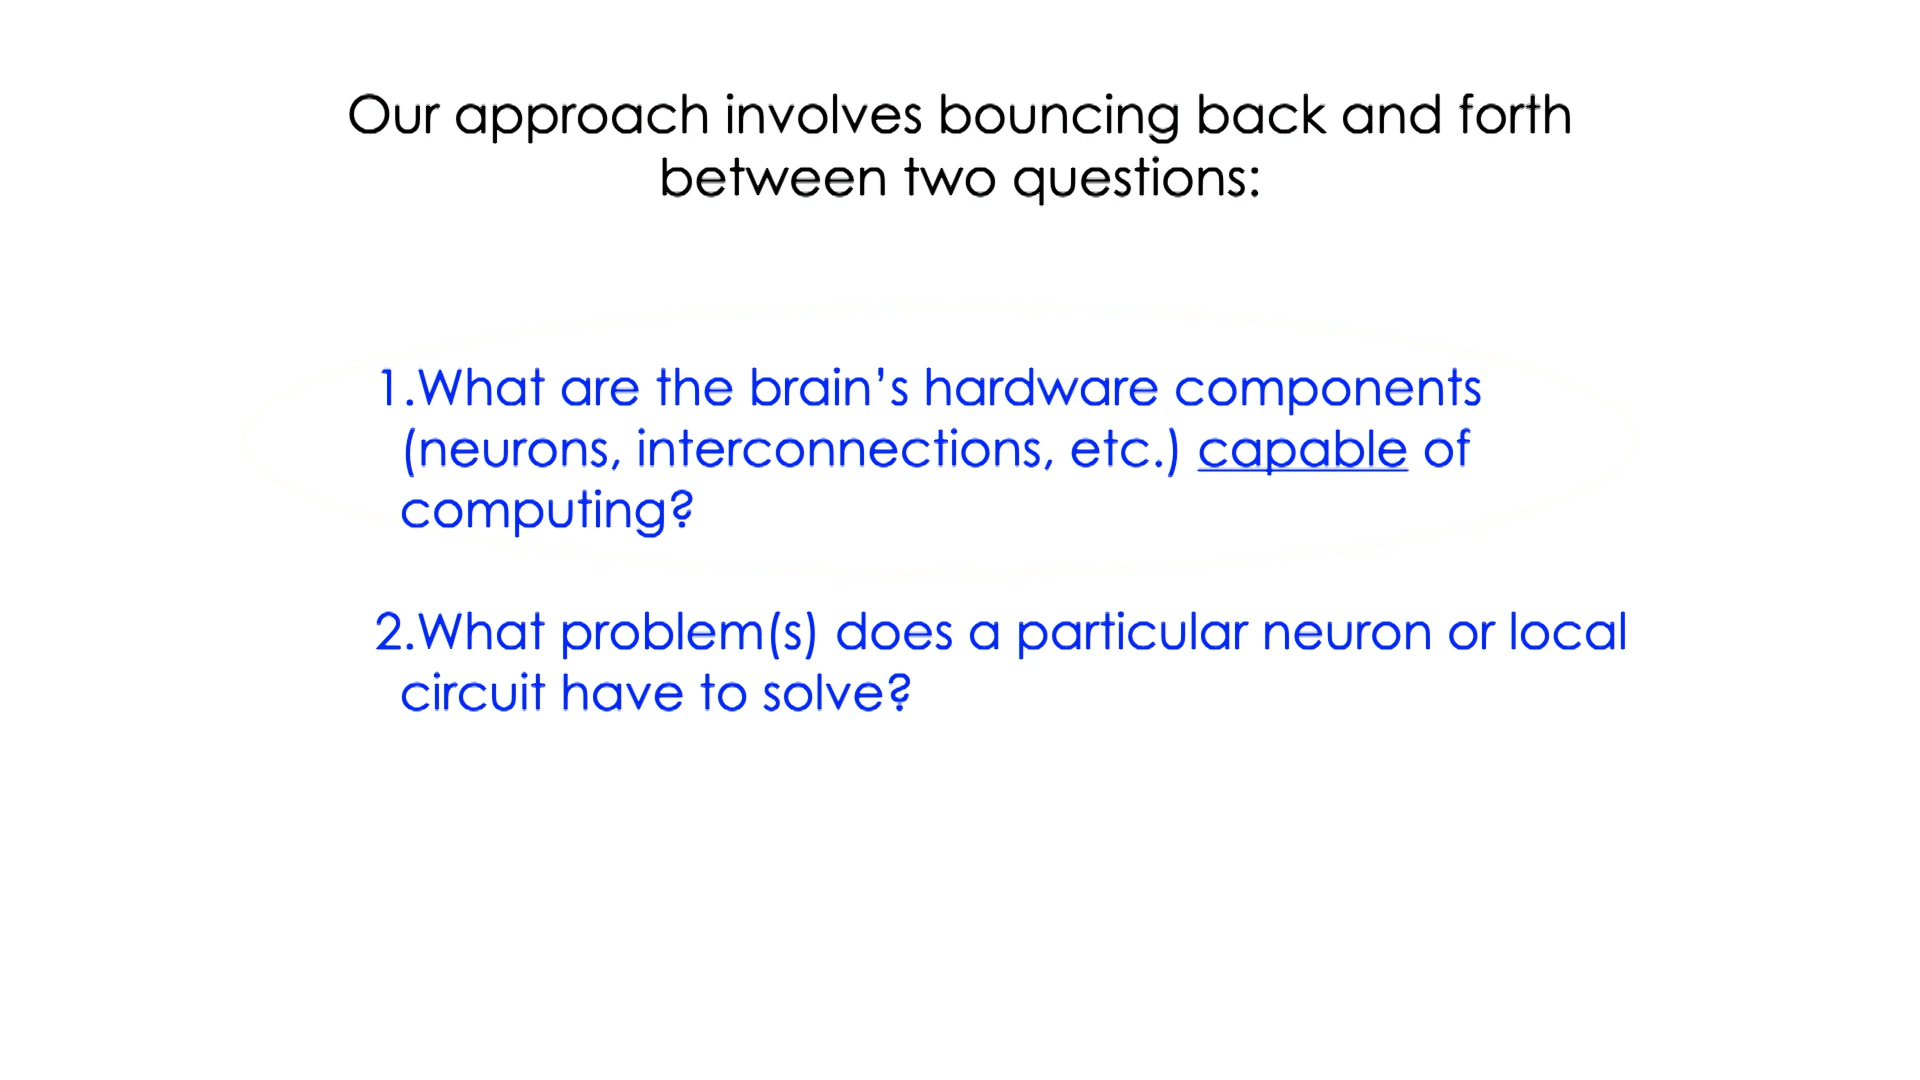 Our approach involves bouncing back and forth
between two questions:
1.What are the brain’s hardware components
(neurons, interconnections, etc.) capable of
computing?
2.What problem(s) does a particular neuron or local
circuit have to solve?